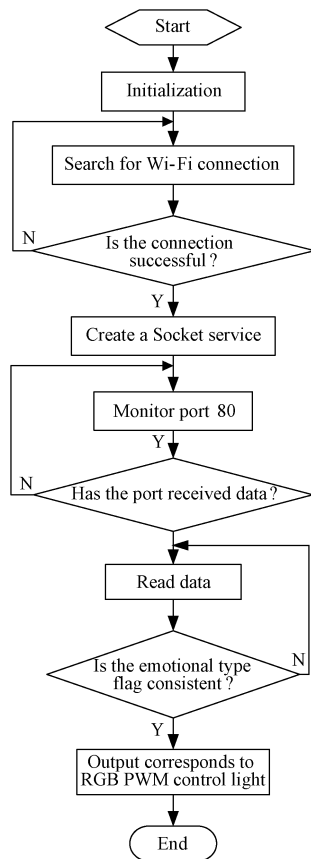 Start
Initialization
Search for Wi-Fi connection
N
Is the connection
successful?
Y
Create a Socket service
Monitor port 80
Y
N
Has the port received data?
Read data
Is the emotional type
flag consistent?
N
Y
Output corresponds to
RGB PWM control light
End